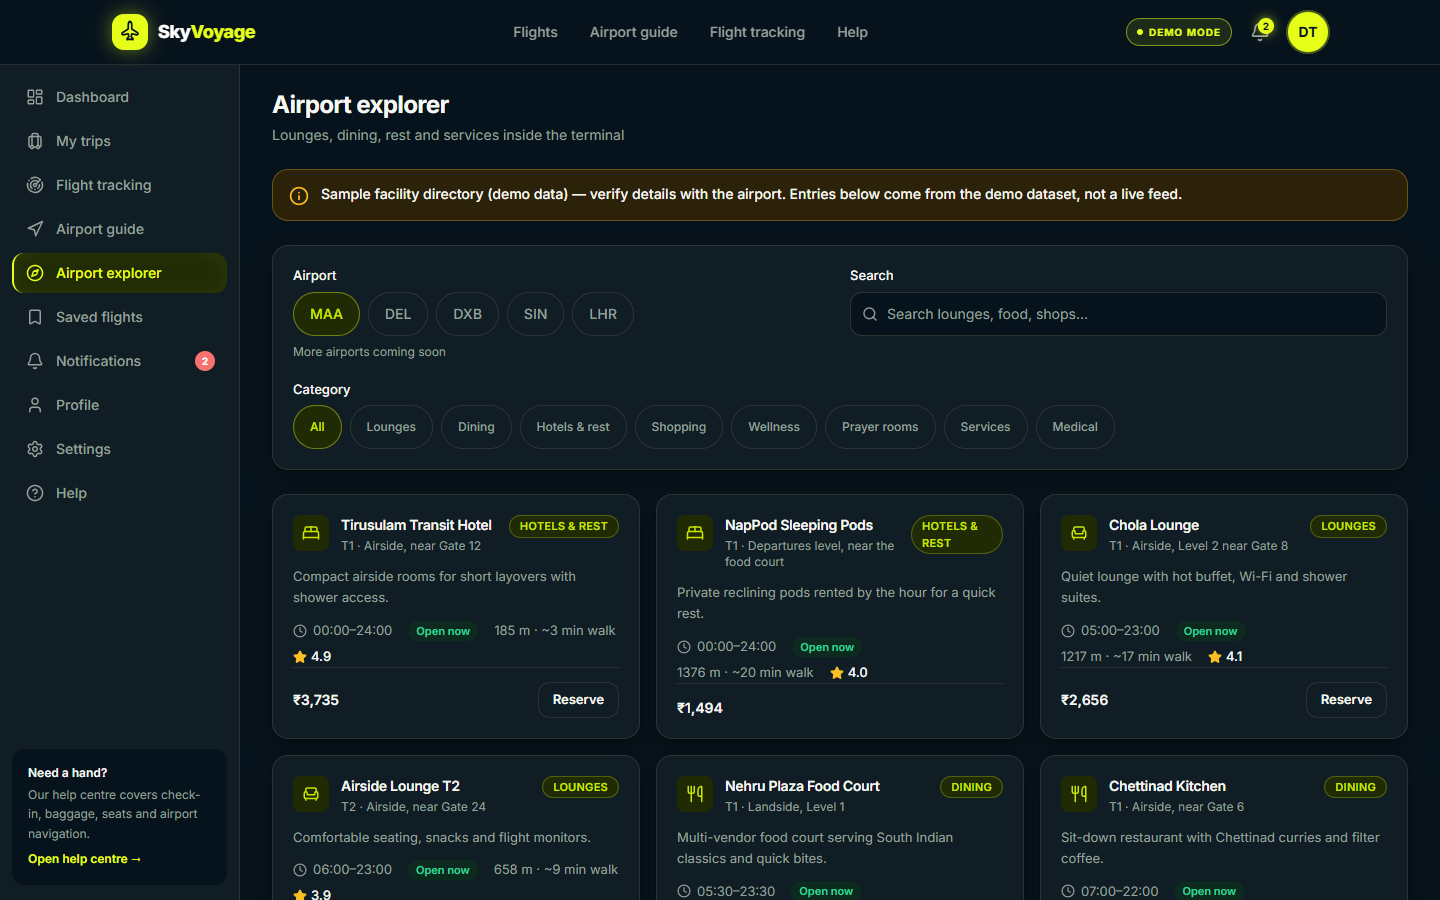 SkyVoyage
Flights
Airport guide
Flight tracking
Help
DEMO MODE
2
DT
Dashboard
My trips
Flight tracking
Airport guide
Airport explorer
Saved flights
Notifications
2
Profile
Settings
Help
Need a hand?
Our help centre covers check-
in, baggage, seats and airport
navigation.
Open help centre →
Airport explorer
Lounges, dining, rest and services inside the terminal
Sample facility directory (demo data) — verify details with the airport. Entries below come from the demo dataset, not a live feed.
Airport
MAA
DEL
DXB
SIN
LHR
More airports coming soon
Search
Search lounges, food, shops...
Category
All
Lounges
Dining
Hotels & rest
Shopping
Wellness
Prayer rooms
Services
Medical
Tirusulam Transit Hotel
HOTELS & REST
T1 · Airside, near Gate 12
Compact airside rooms for short layovers with
shower access.
00:00–24:00
Open now
185 m · ~3 min walk
4.9
₹3,735
Reserve
NapPod Sleeping Pods
HOTELS &
REST
T1 · Departures level, near the
food court
Private reclining pods rented by the hour for a quick
rest.
00:00–24:00
Open now
1376 m · ~20 min walk
4.0
₹1,494
Chola Lounge
LOUNGES
T1 · Airside, Level 2 near Gate 8
Quiet lounge with hot buffet, Wi-Fi and shower
suites.
05:00–23:00
Open now
1217 m · ~17 min walk
4.1
₹2,656
Reserve
Airside Lounge T2
LOUNGES
T2 · Airside, near Gate 24
Comfortable seating, snacks and flight monitors.
06:00–23:00
Open now
658 m · ~9 min walk
3.9
Nehru Plaza Food Court
DINING
T1 · Landside, Level 1
Multi-vendor food court serving South Indian
classics and quick bites.
05:30–23:30
Open now
Chettinad Kitchen
DINING
T1 · Airside, near Gate 6
Sit-down restaurant with Chettinad curries and filter
coffee.
07:00–22:00
Open now